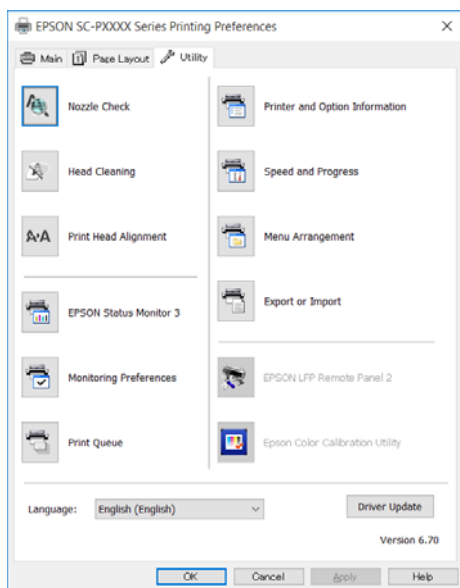 EPSON SC-PXXXX Series Printing Preferences
Main
Page Layout
Utility
Nozzle Check
Head Cleaning
A A
Print Head Alignment
EPSON Status Monitor 3
Monitoring Preferences
Print Queue
Printer and Option Information
Speed and Progress
Menu Arrangement
Export or Import
EPSON LFP Remote Panel 2
Epson Color Calibration Utility
Language:
English (English)
Driver Update
Version 6.70
OK
Cancel
Apply
Help